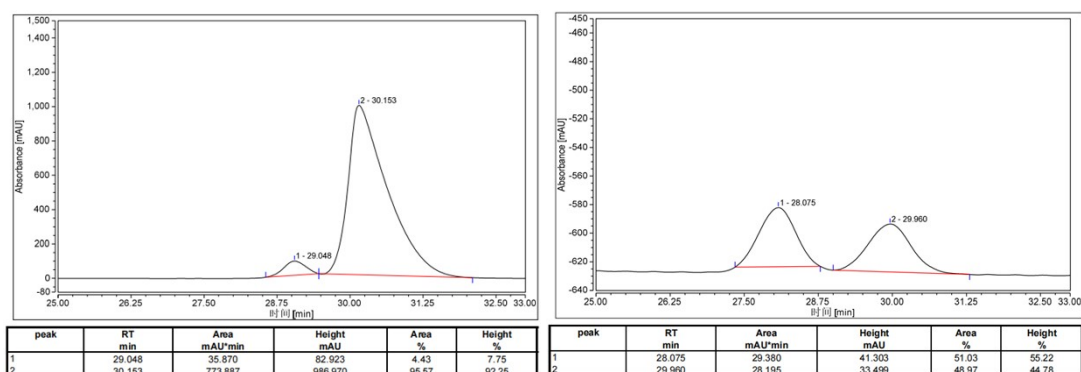 1,500
1,400
1,200
1,000
800
600
400
200
0
-80
Absorbance [mAU]
1 - 29.048
2 - 30.153
25.00 26.25 27.50 28.75 30.00 31.25 32.50 33.00
[min]
peak RT Area Height Area Height
min mAU*min mAU % %
1 29.048 35.870 82.923 4.43 7.75
2 30.153 773.887 986.970 95.57 92.25
-450
-460
-480
-500
-520
-540
-560
-580
-600
-620
-640
Absorbance [mAU]
1 - 28.075
2 - 29.960
25.00 26.25 27.50 28.75 30.00 31.25 32.50 33.00
[min]
peak RT Area Height Area Height
min mAU*min mAU % %
1 28.075 29.380 41.303 51.03 55.22
2 29.960 28.195 33.499 48.97 44.78